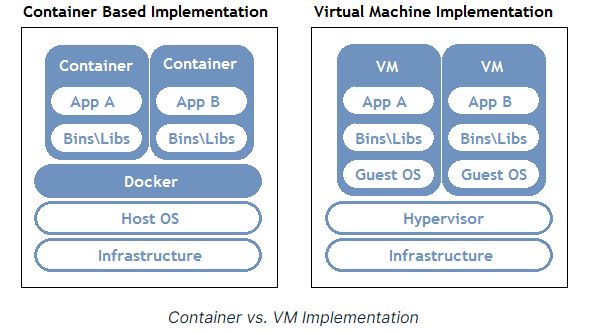 Container Based Implementation
Container
Container
App A
App B
Bins\Libs
Bins\Libs
Docker
Host OS
Infrastructure
Virtual Machine Implementation
VM
VM
App A
App B
Bins\Libs
Bins\Libs
Guest OS
Guest OS
Hypervisor
Infrastructure
Container vs. VM Implementation